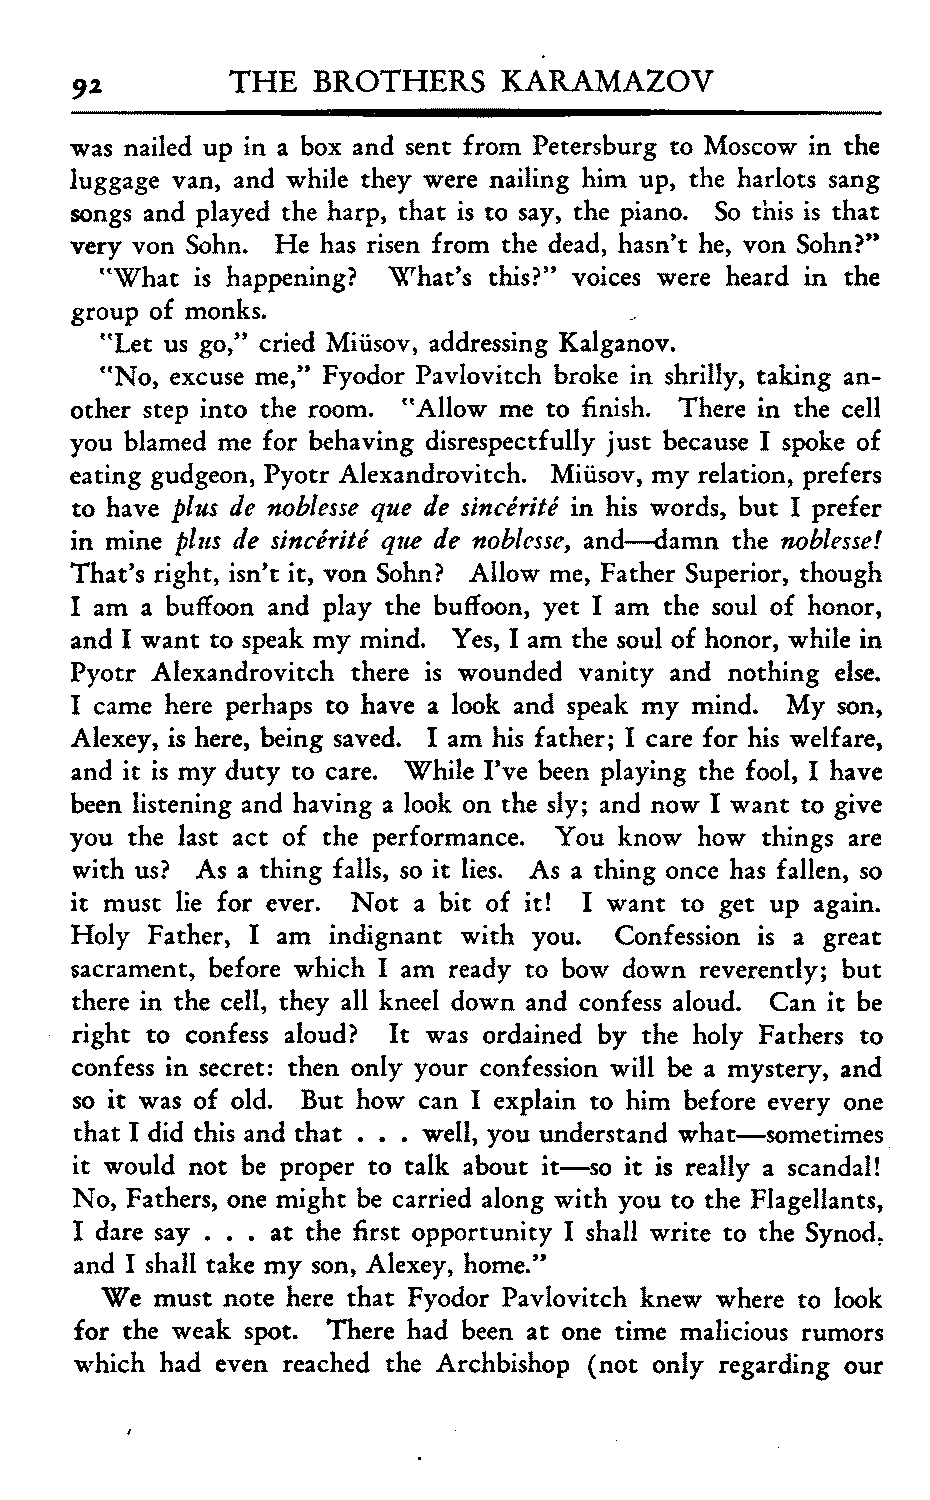 92 THE BROTHERS KARAMAZOV
was nailed up in a box and sent from Petersburg to Moscow in the
luggage van, and while they were nailing him up, the harlots sang
songs and played the harp, that is to say, the piano. So this is that
very von Sohn. He has risen from the dead, hasn't he, von Sohn?"
"What is happening? What's this?" voices were heard in the
group of monks.
"Let us go," cried Miüsov, addressing Kalganov.
"No, excuse me," Fyodor Pavlovitch broke in shrilly, taking an-
other step into the room. "Allow me to finish. There in the cell
you blamed me for behaving disrespectfully just because I spoke of
eating gudgeon, Pyotr Alexandrovitch. Miüsov, my relation, prefers
to have plus de noblesse que de sincérité in his words, but I prefer
in mine plus de sincérité que de noblesse, and—damn the noblesse!
That's right, isn't it, von Sohn? Allow me, Father Superior, though
I am a buffoon and play the buffoon, yet I am the soul of honor,
and I want to speak my mind. Yes, I am the soul of honor, while in
Pyotr Alexandrovitch there is wounded vanity and nothing else.
I came here perhaps to have a look and speak my mind. My son,
Alexey, is here, being saved. I am his father; I care for his welfare,
and it is my duty to care. While I've been playing the fool, I have
been listening and having a look on the sly; and now I want to give
you the last act of the performance. You know how things are
with us? As a thing falls, so it lies. As a thing once has fallen, so
it must lie for ever. Not a bit of it! I want to get up again.
Holy Father, I am indignant with you. Confession is a great
sacrament, before which I am ready to bow down reverently; but
there in the cell, they all kneel down and confess aloud. Can it be
right to confess aloud? It was ordained by the holy Fathers to
confess in secret: then only your confession will be a mystery, and
so it was of old. But how can I explain to him before every one
that I did this and that . . . well, you understand what—sometimes
it would not be proper to talk about it—so it is really a scandal!
No, Fathers, one might be carried along with you to the Flagellants,
I dare say . . . at the first opportunity I shall write to the Synod,
and I shall take my son, Alexey, home."
We must note here that Fyodor Pavlovitch knew where to look
for the weak spot. There had been at one time malicious rumors
which had even reached the Archbishop (not only regarding our